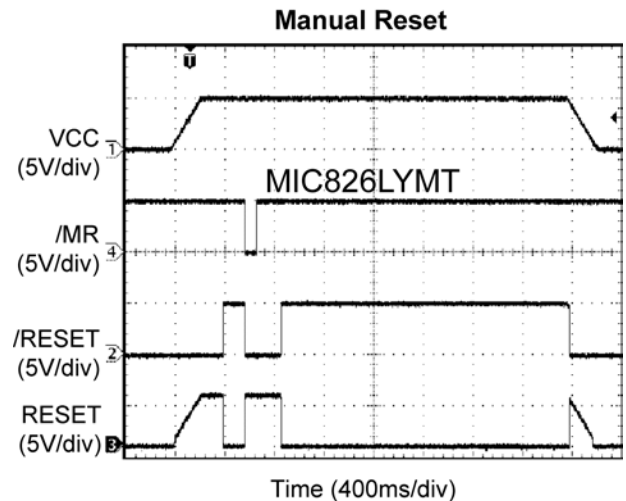 Manual Reset
T
VCC
(5V/div)
1
MIC826LYMT
/MR
(5V/div)
4
/RESET
(5V/div)
2
RESET
(5V/div)
3
Time (400ms/div)